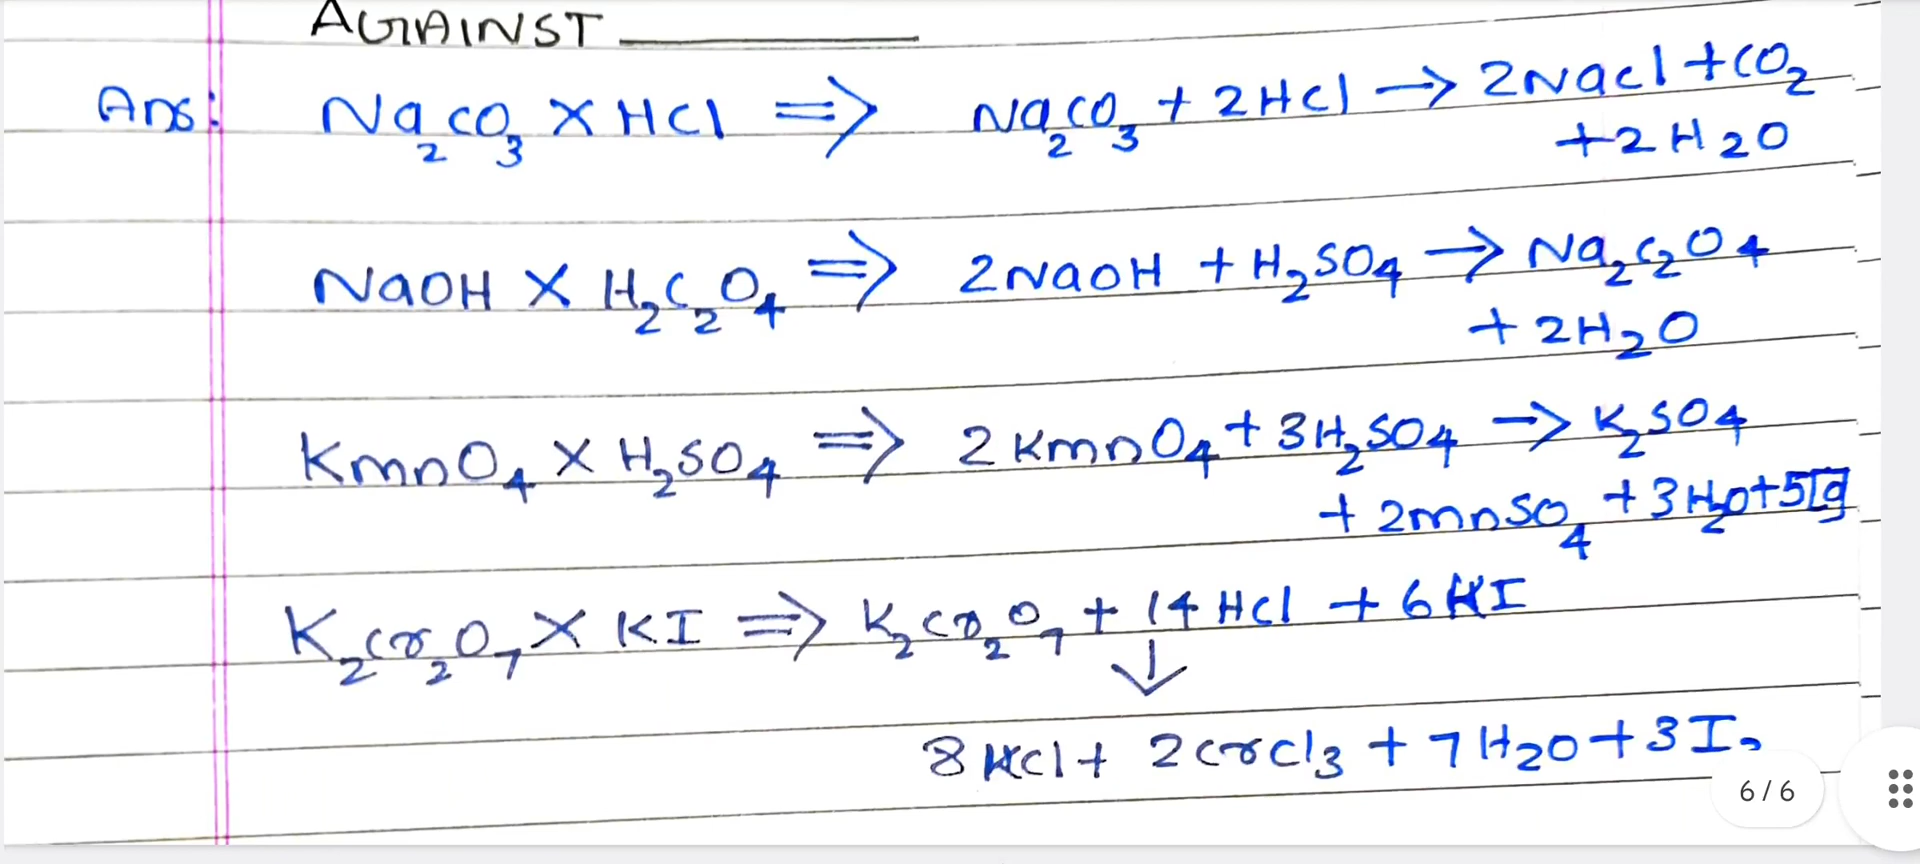 AGAINST
Ans: Na2CO3 X HCl => Na2CO3 + 2HCl → 2NaCl + CO2
+2H2O
NaOH X H2C2O4 => 2NaOH + H2SO4 → Na2C2O4
+ 2H2O
KmnO4 X H2SO4 => 2KmnO4 + 3H2SO4 → K2SO4
+ 2mnSO4 + 3H2O + 5[O]
K2Cr2O7 X KI => K2Cr2O7 + 14HCl + 6KI
↓
8KCl + 2CrCl3 + 7H2O + 3I2
6 / 6